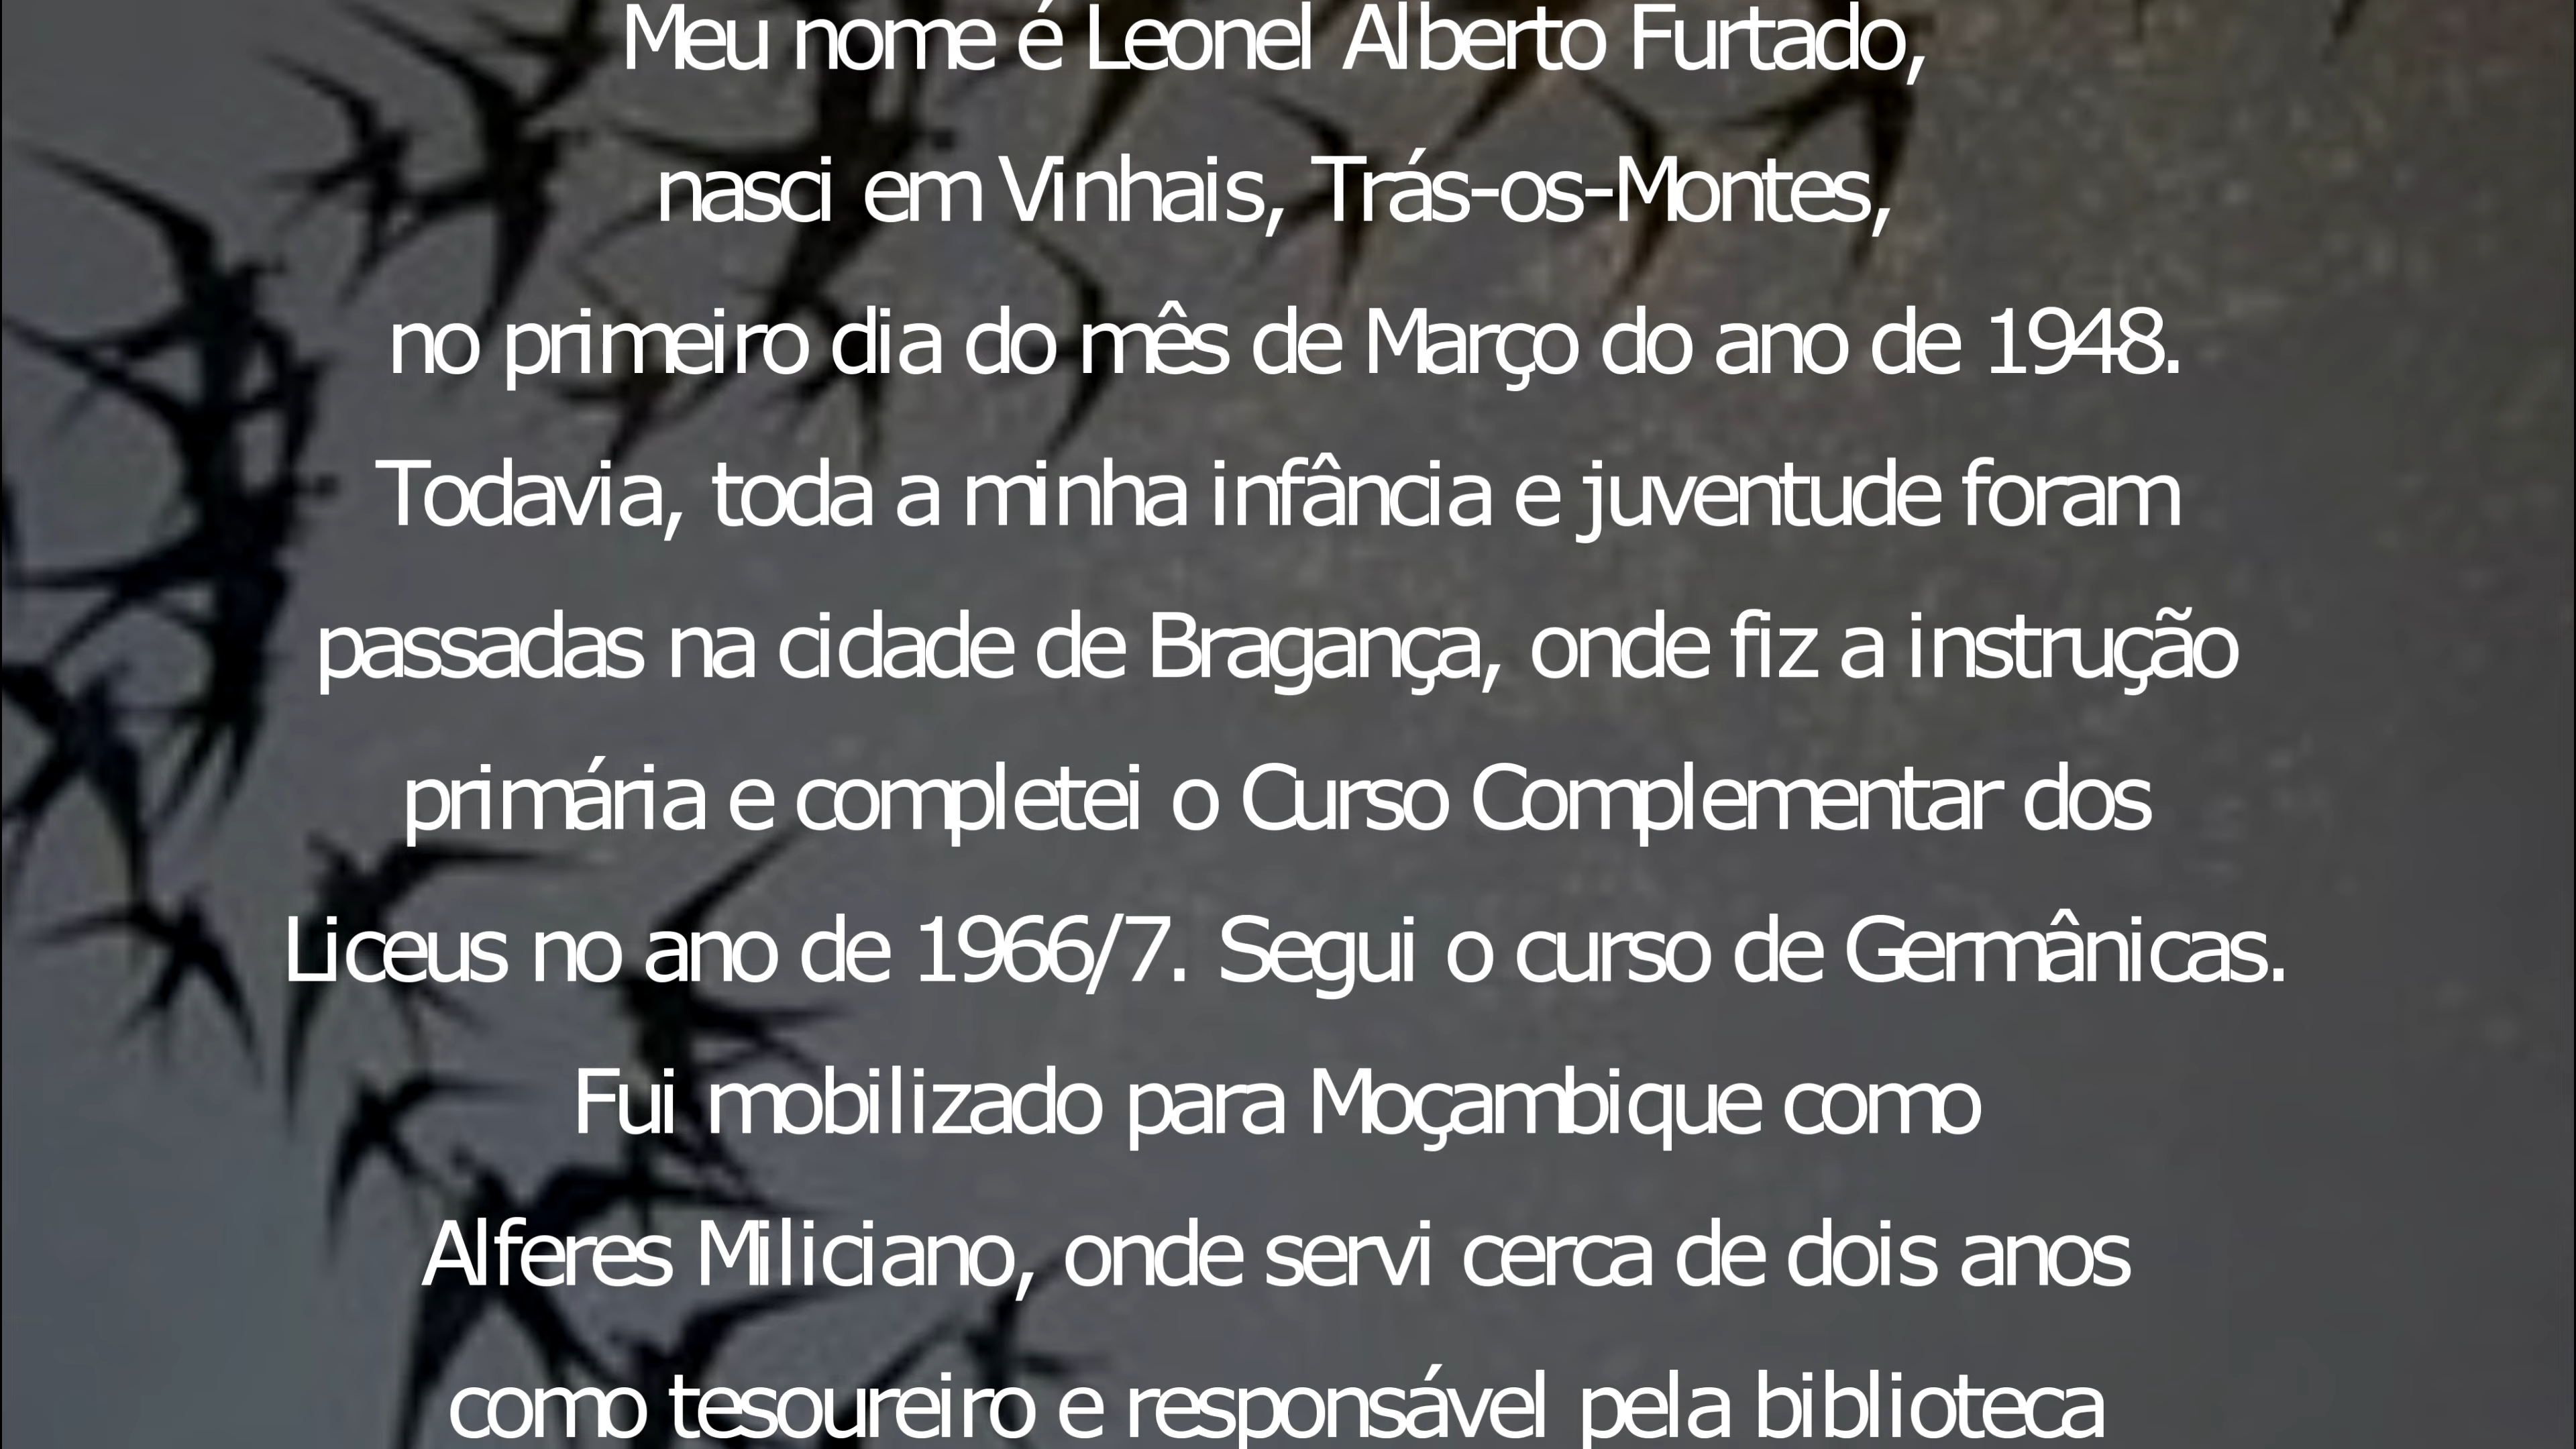 Meu nome é Leonel Alberto Furtado,
nasci em Vinhais, Trás-os-Montes,
no primeiro dia do mês de Março do ano de 1948.
Todavia, toda a minha infância e juventude foram
passadas na cidade de Bragança, onde fiz a instrução
primária e completei o Curso Complementar dos
Liceus no ano de 1966/7. Segui o curso de Germânicas.
Fui mobilizado para Moçambique como
Alferes Miliciano, onde servi cerca de dois anos
como tesoureiro e responsável pela biblioteca